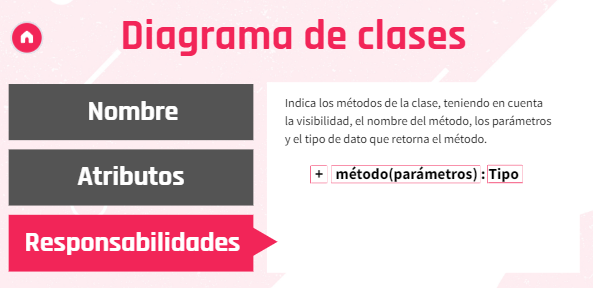 Diagrama de clases
Nombre
Atributos
Responsabilidades
Indica los métodos de la clase, teniendo en cuenta
la visibilidad, el nombre del método, los parámetros
y el tipo de dato que retorna el método.
+ método(parámetros) : Tipo